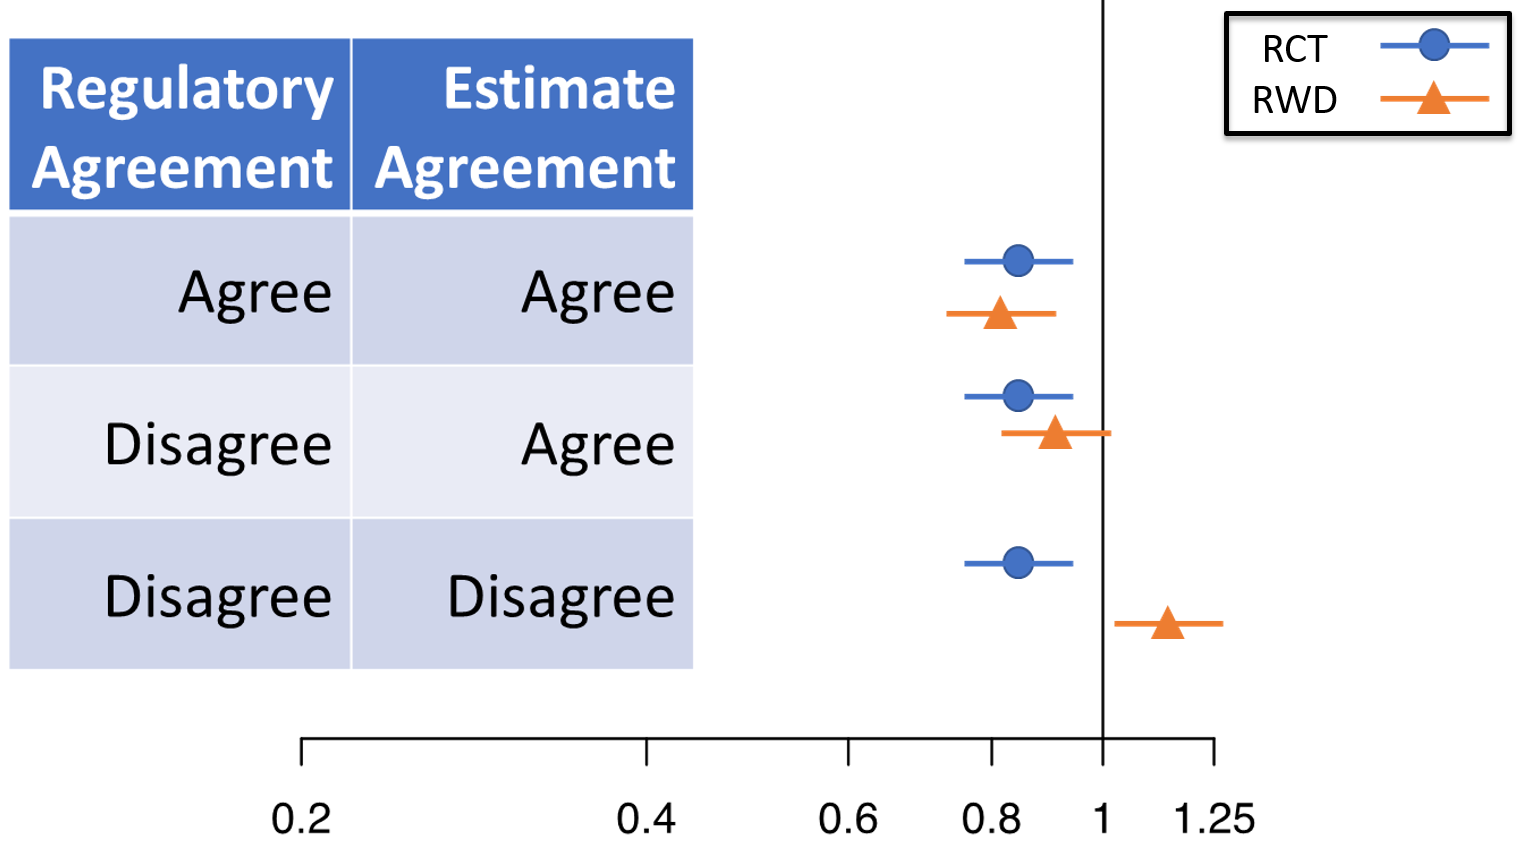 Regulatory Agreement
Estimate Agreement
Agree
Agree
Disagree
Agree
Disagree
Disagree
RCT
RWD
0.2
0.4
0.6
0.8
1
1.25